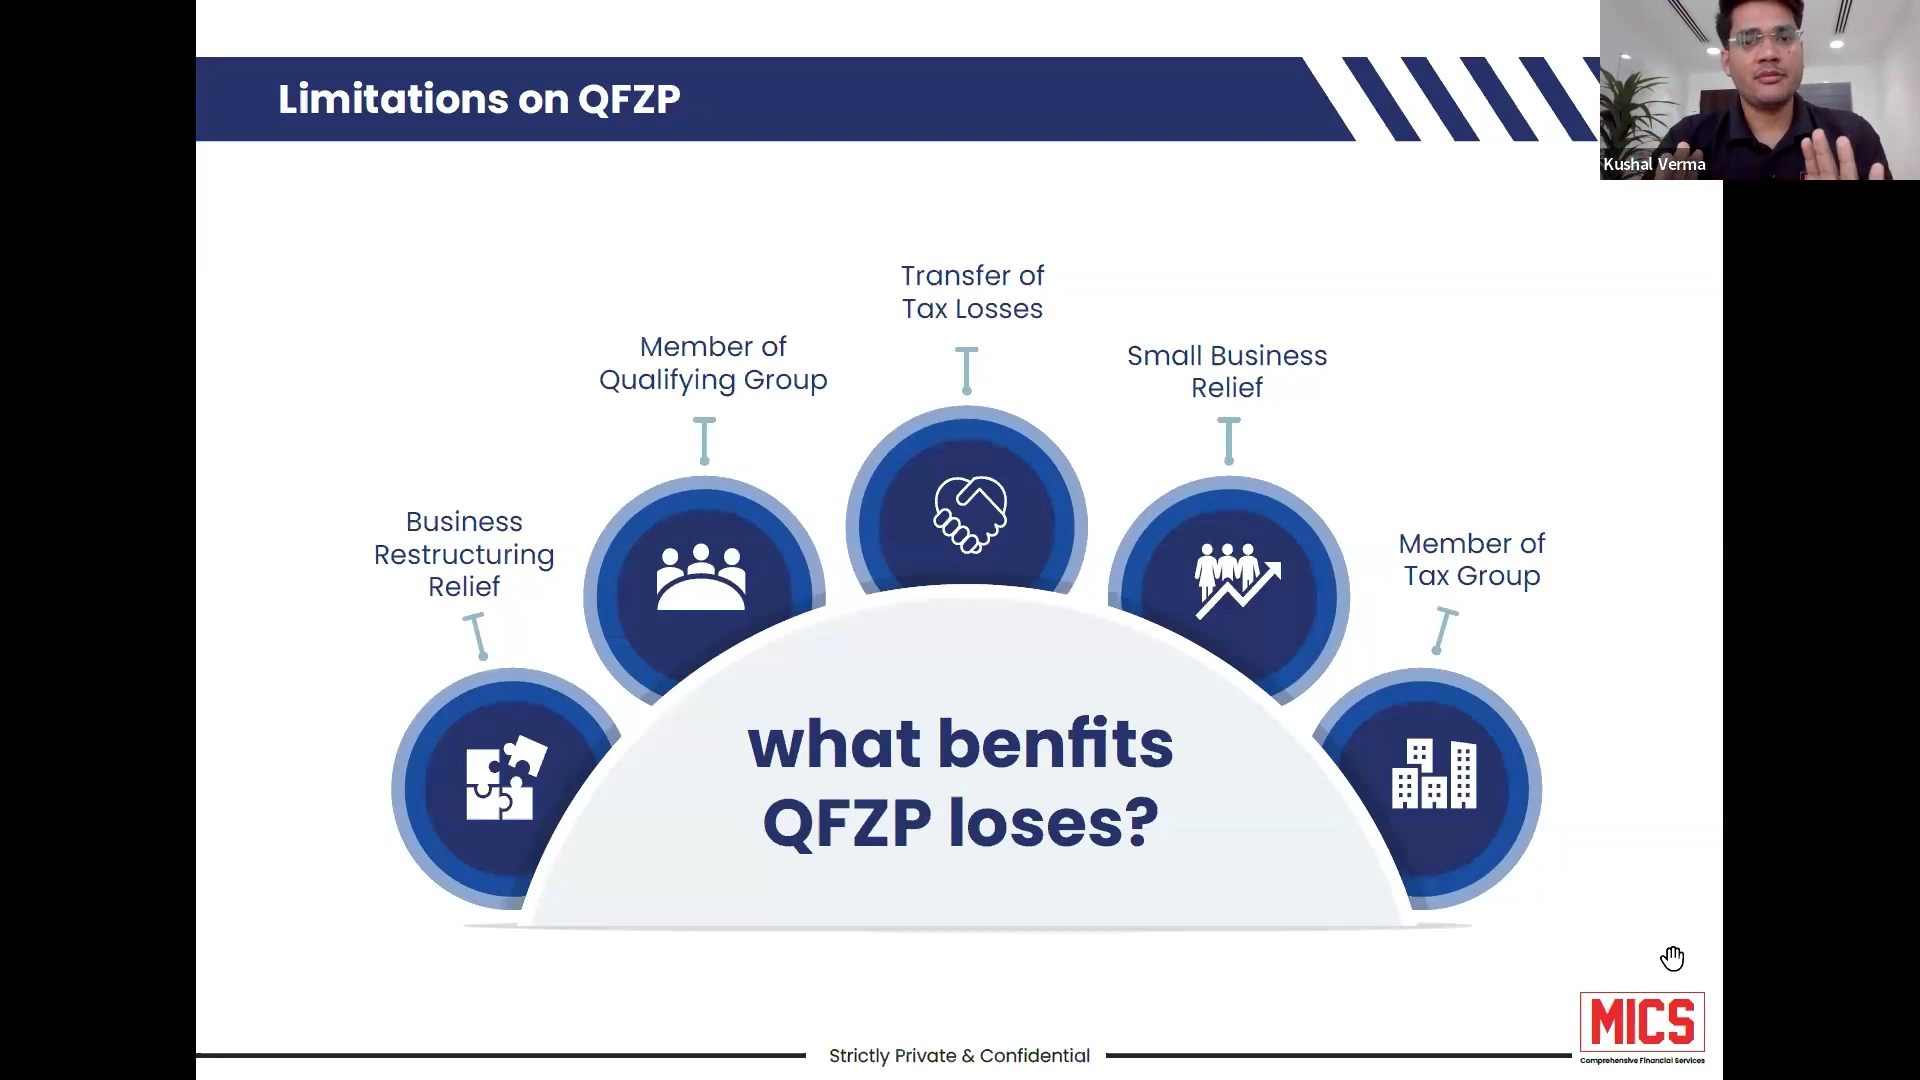 Limitations on QFZP
Kushal Verma
Transfer of
Tax Losses
Member of
Qualifying Group
Small Business
Relief
Business
Restructuring
Relief
Member of
Tax Group
what benfits
QFZP loses?
MICS
Comprehensive Financial Services
Strictly Private & Confidential